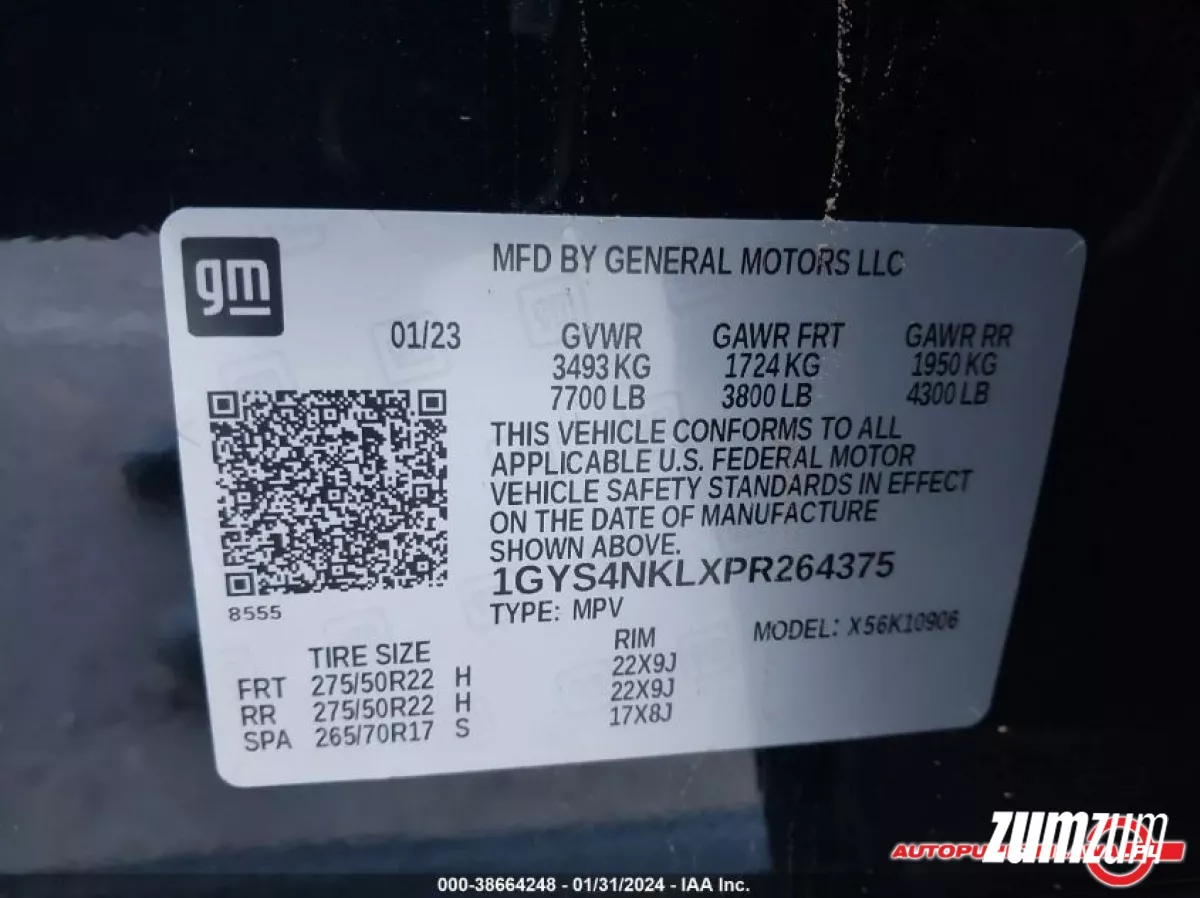 gm
MFD BY GENERAL MOTORS LLC
01/23 GVWR GAWR FRT GAWR RR
3493 KG 1724 KG 1950 KG
7700 LB 3800 LB 4300 LB
THIS VEHICLE CONFORMS TO ALL
APPLICABLE U.S. FEDERAL MOTOR
VEHICLE SAFETY STANDARDS IN EFFECT
ON THE DATE OF MANUFACTURE
SHOWN ABOVE.
1GYS4NKLXPR264375
8555
TYPE: MPV MODEL: X56K10906
TIRE SIZE RIM
FRT 275/50R22 H 22X9J
RR 275/50R22 H 22X9J
SPA 265/70R17 S 17X8J
zumzum
000-38664248 - 01/31/2024 - IAA Inc.